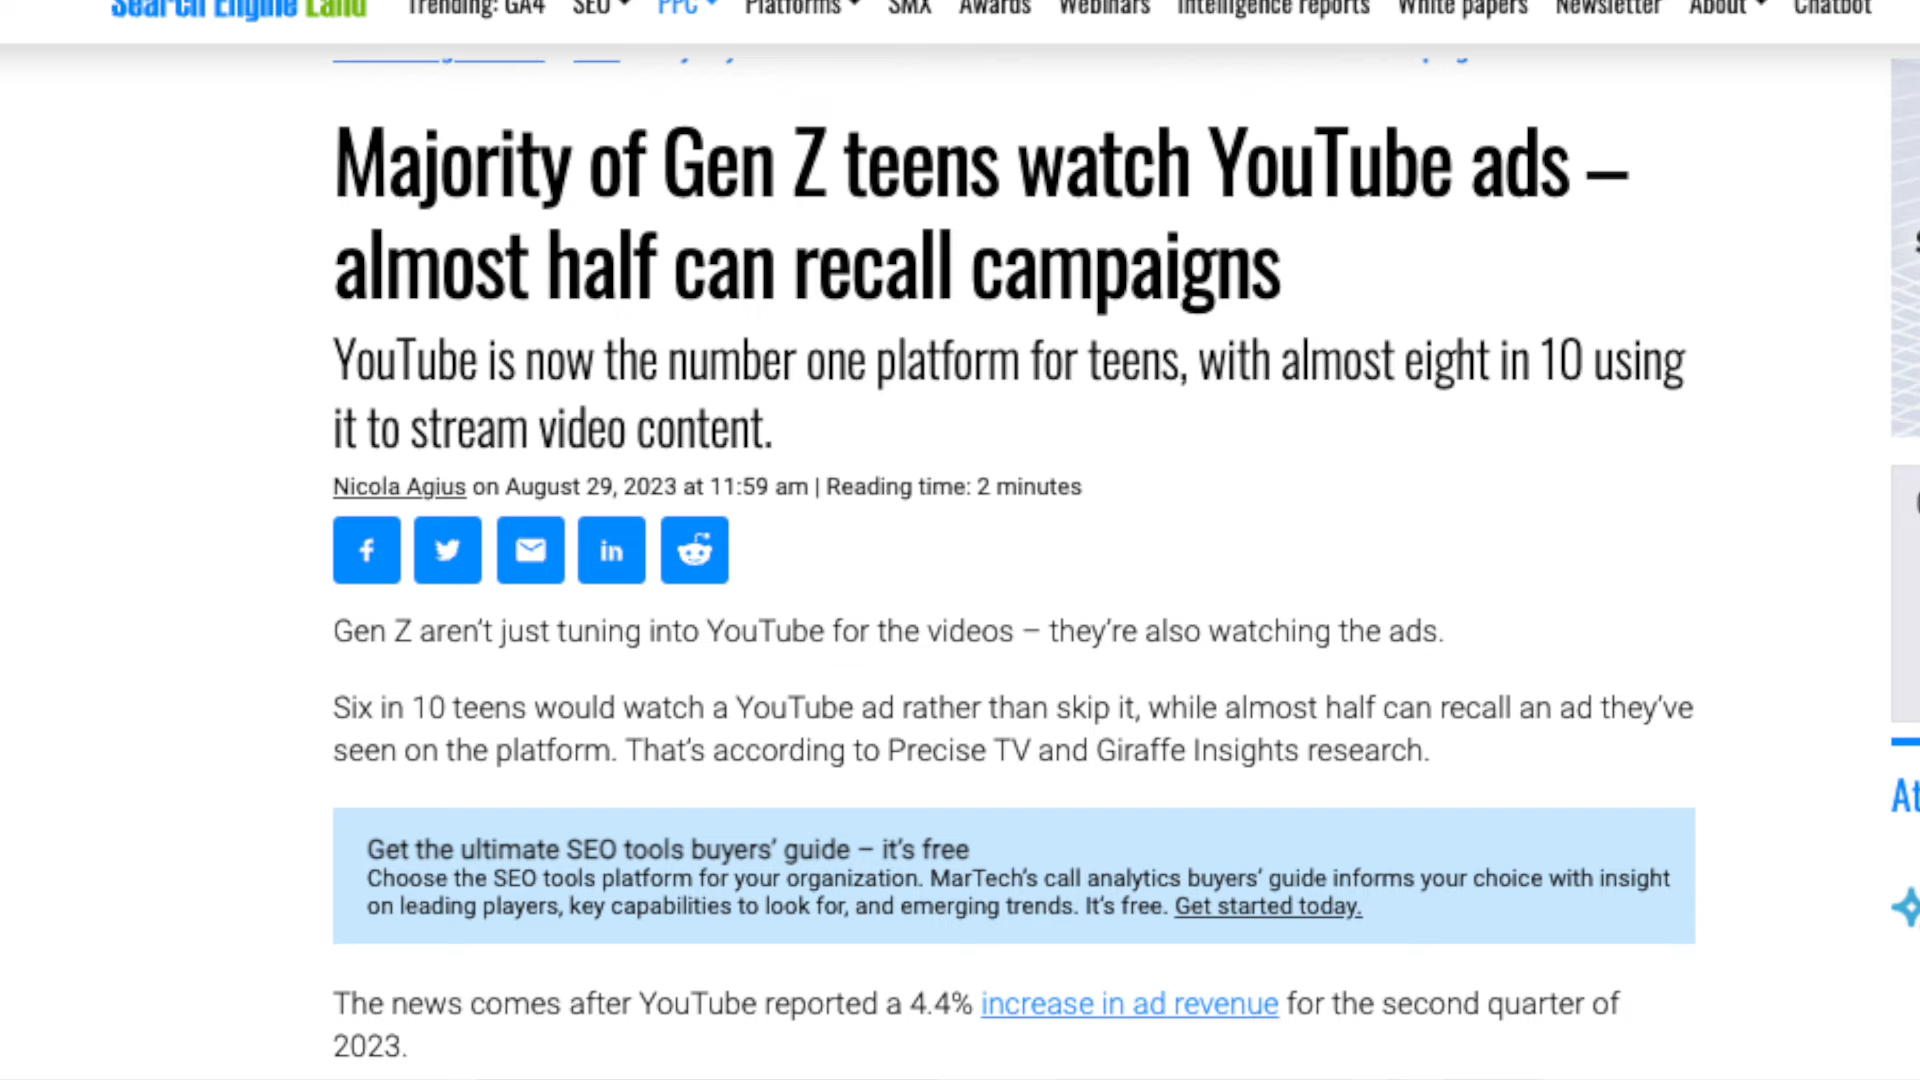 Search Engine Land Trending: GA4 SEO PPC Platforms SMX Awards Webinars Intelligence reports White papers Newsletter About Chatbot
Majority of Gen Z teens watch YouTube ads –
almost half can recall campaigns
YouTube is now the number one platform for teens, with almost eight in 10 using
it to stream video content.
Nicola Agius on August 29, 2023 at 11:59 am | Reading time: 2 minutes
Gen Z aren't just tuning into YouTube for the videos – they're also watching the ads.
Six in 10 teens would watch a YouTube ad rather than skip it, while almost half can recall an ad they've
seen on the platform. That's according to Precise TV and Giraffe Insights research.
Get the ultimate SEO tools buyers' guide – it's free
Choose the SEO tools platform for your organization. MarTech's call analytics buyers' guide informs your choice with insight
on leading players, key capabilities to look for, and emerging trends. It's free. Get started today.
The news comes after YouTube reported a 4.4% increase in ad revenue for the second quarter of
2023.